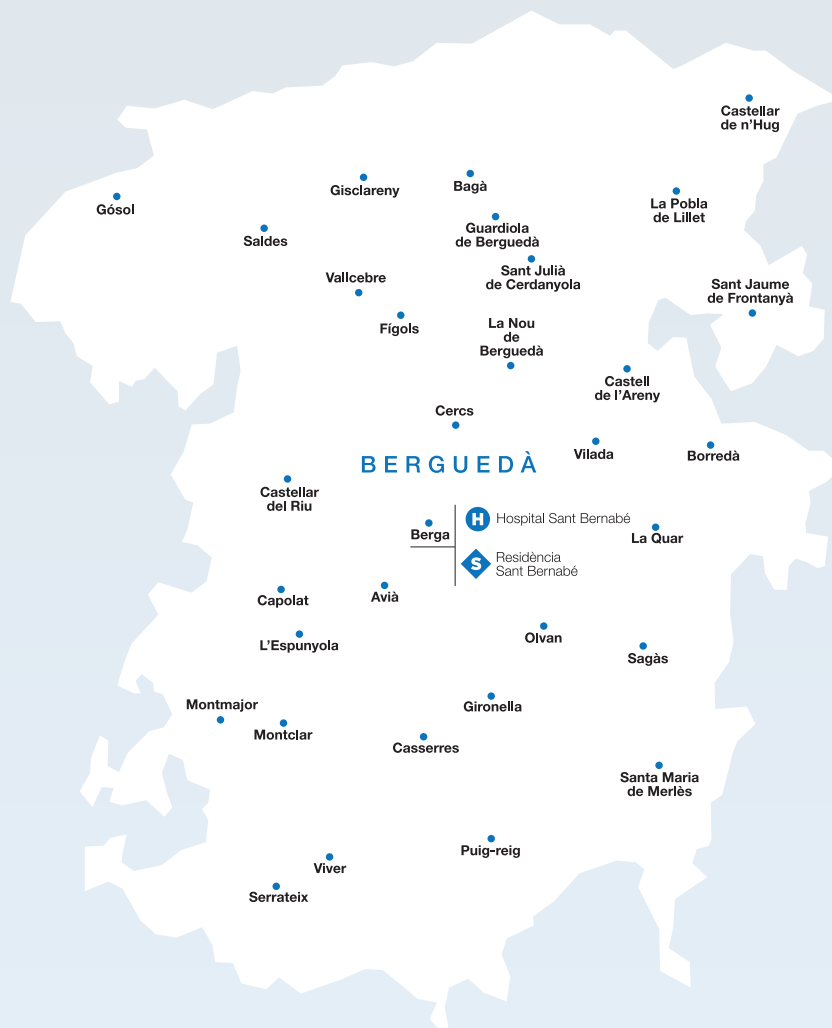 Castellar
de n'Hug
Gisclareny
Bagà
Gósol
La Pobla
de Lillet
Saldes
Guardiola
de Berguedà
Vallcebre
Sant Julià
de Cerdanyola
Sant Jaume
de Frontanyà
Fígols
La Nou
de
Berguedà
Castell
de l'Areny
Cercs
Vilada
Borredà
BERGUEDÀ
Castellar
del Riu
Berga
H Hospital Sant Bernabé
La Quar
S Residència
Sant Bernabé
Capolat
Avià
L'Espunyola
Olvan
Sagàs
Montmajor
Gironella
Montclar
Casserres
Santa Maria
de Merlès
Puig-reig
Viver
Serrateix